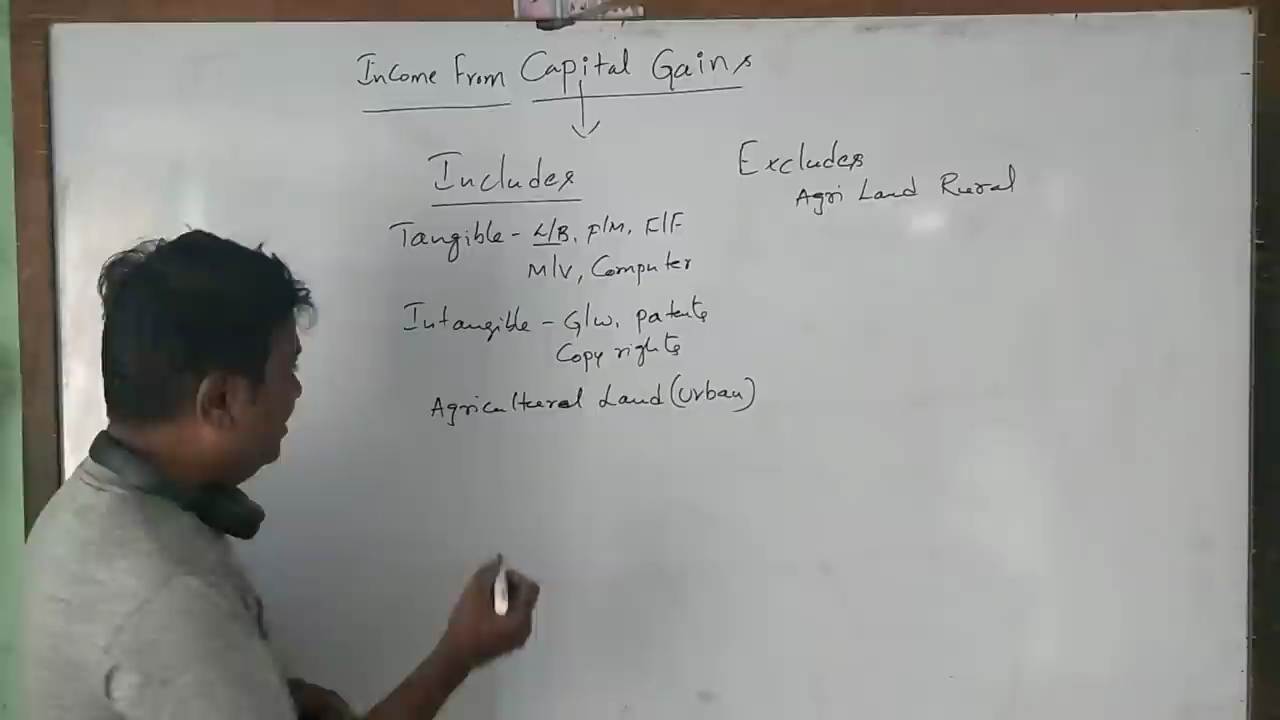 Income From Capital Gains
Includes
Tangible - L/B, P/M, F/F
M/V, Computer
Intangible - G/w, patents
Copy rights
Agricultural Land (Urban)
Excludes
Agri Land Rural